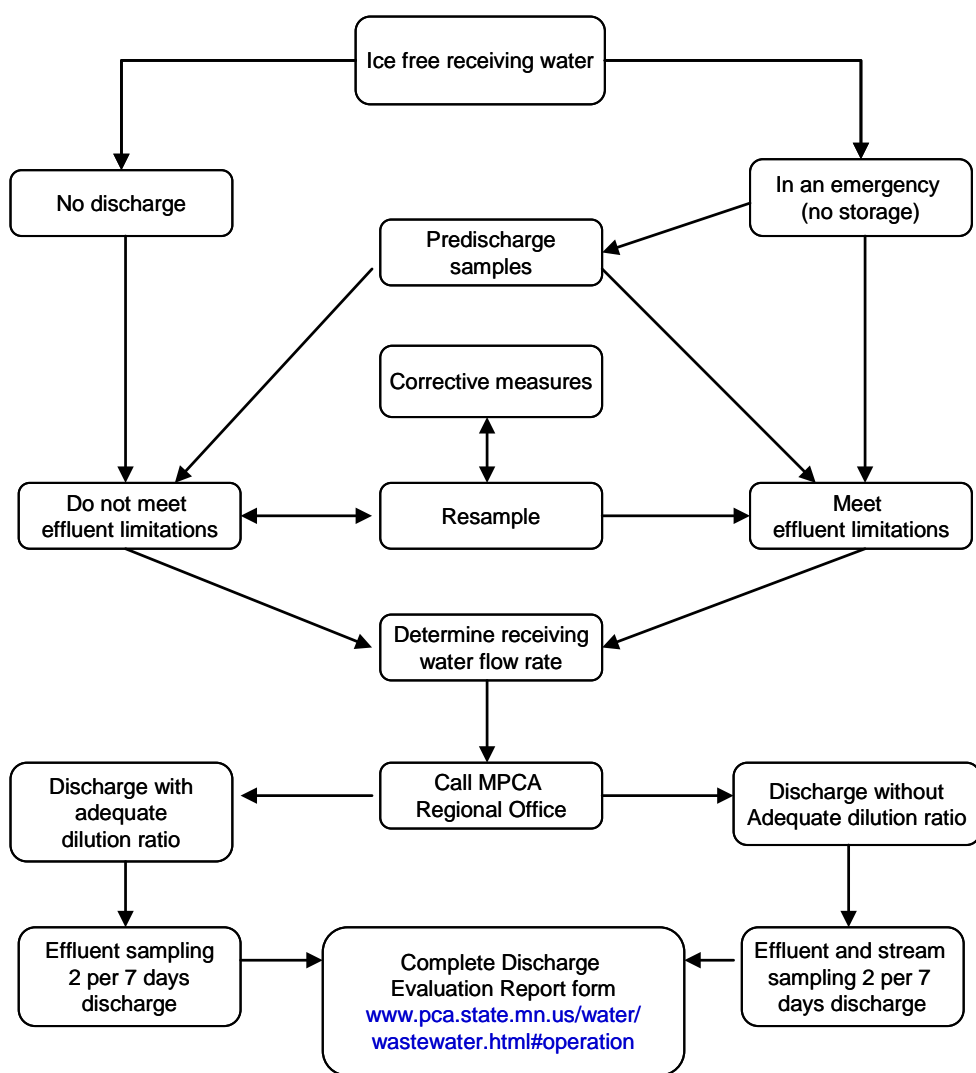 Ice free receiving water
No discharge
In an emergency
(no storage)
Predischarge
samples
Corrective measures
Do not meet
effluent limitations
Resample
Meet
effluent limitations
Determine receiving
water flow rate
Discharge with
adequate
dilution ratio
Call MPCA
Regional Office
Discharge without
Adequate dilution ratio
Effluent sampling
2 per 7 days
discharge
Complete Discharge
Evaluation Report form
www.pca.state.mn.us/water/
wastewater.html#operation
Effluent and stream
sampling 2 per 7
days discharge